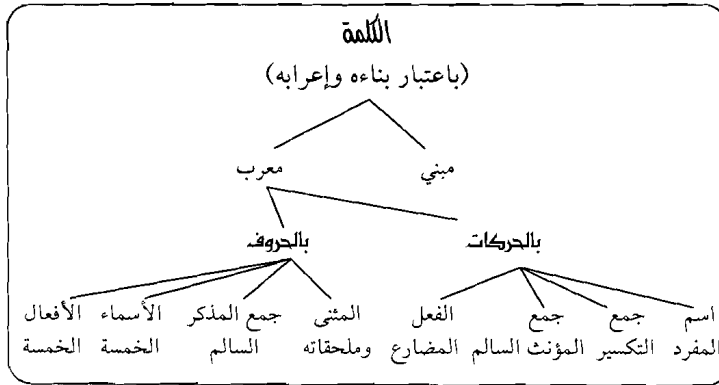 الكلمة
(باعتبار بناءه وإعرابه)
مبني
معرب
بالحركات
بالحروف
اسم
المفرد
جمع
التكسير
جمع
المؤنث السالم
الفعل
المضارع
المثنى
وملحقاته
جمع المذكر
السالم
الأسماء
الخمسة
الأفعال
الخمسة